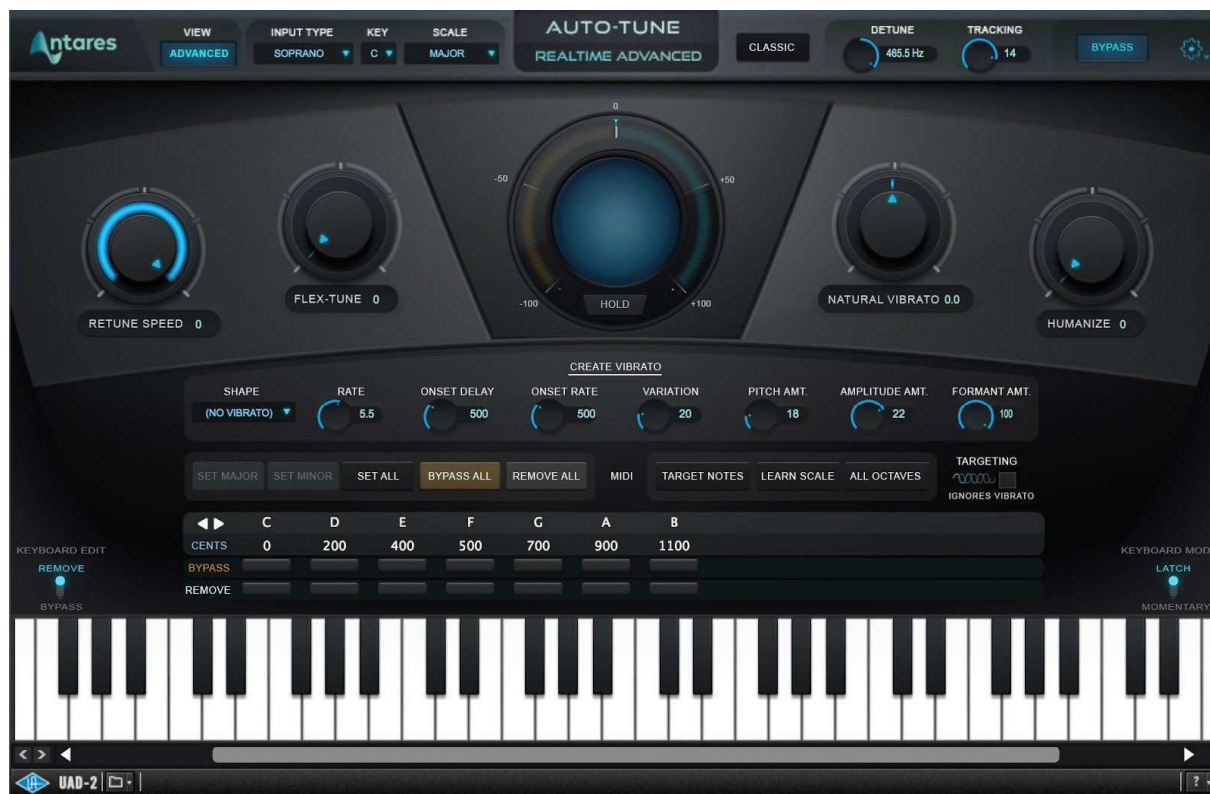 Antares
VIEW
ADVANCED
INPUT TYPE KEY SCALE
SOPRANO C MAJOR
AUTO-TUNE
REALTIME ADVANCED
CLASSIC
DETUNE
465.5 Hz
TRACKING
14
BYPASS
0
-50 +50
-100 HOLD +100
RETUNE SPEED 0
FLEX-TUNE 0
NATURAL VIBRATO 0.0
HUMANIZE 0
CREATE VIBRATO
SHAPE RATE ONSET DELAY ONSET RATE VARIATION PITCH AMT. AMPLITUDE AMT. FORMANT AMT.
(NO VIBRATO) 5.5 500 500 20 18 22 100
SET MAJOR SET MINOR SET ALL BYPASS ALL REMOVE ALL MIDI TARGET NOTES LEARN SCALE ALL OCTAVES
TARGETING
IGNORES VIBRATO
C D E F G A B
CENTS 0 200 400 500 700 900 1100
BYPASS
REMOVE
KEYBOARD EDIT
REMOVE
BYPASS
KEYBOARD MOD
LATCH
MOMENTARY
UAD-2
?